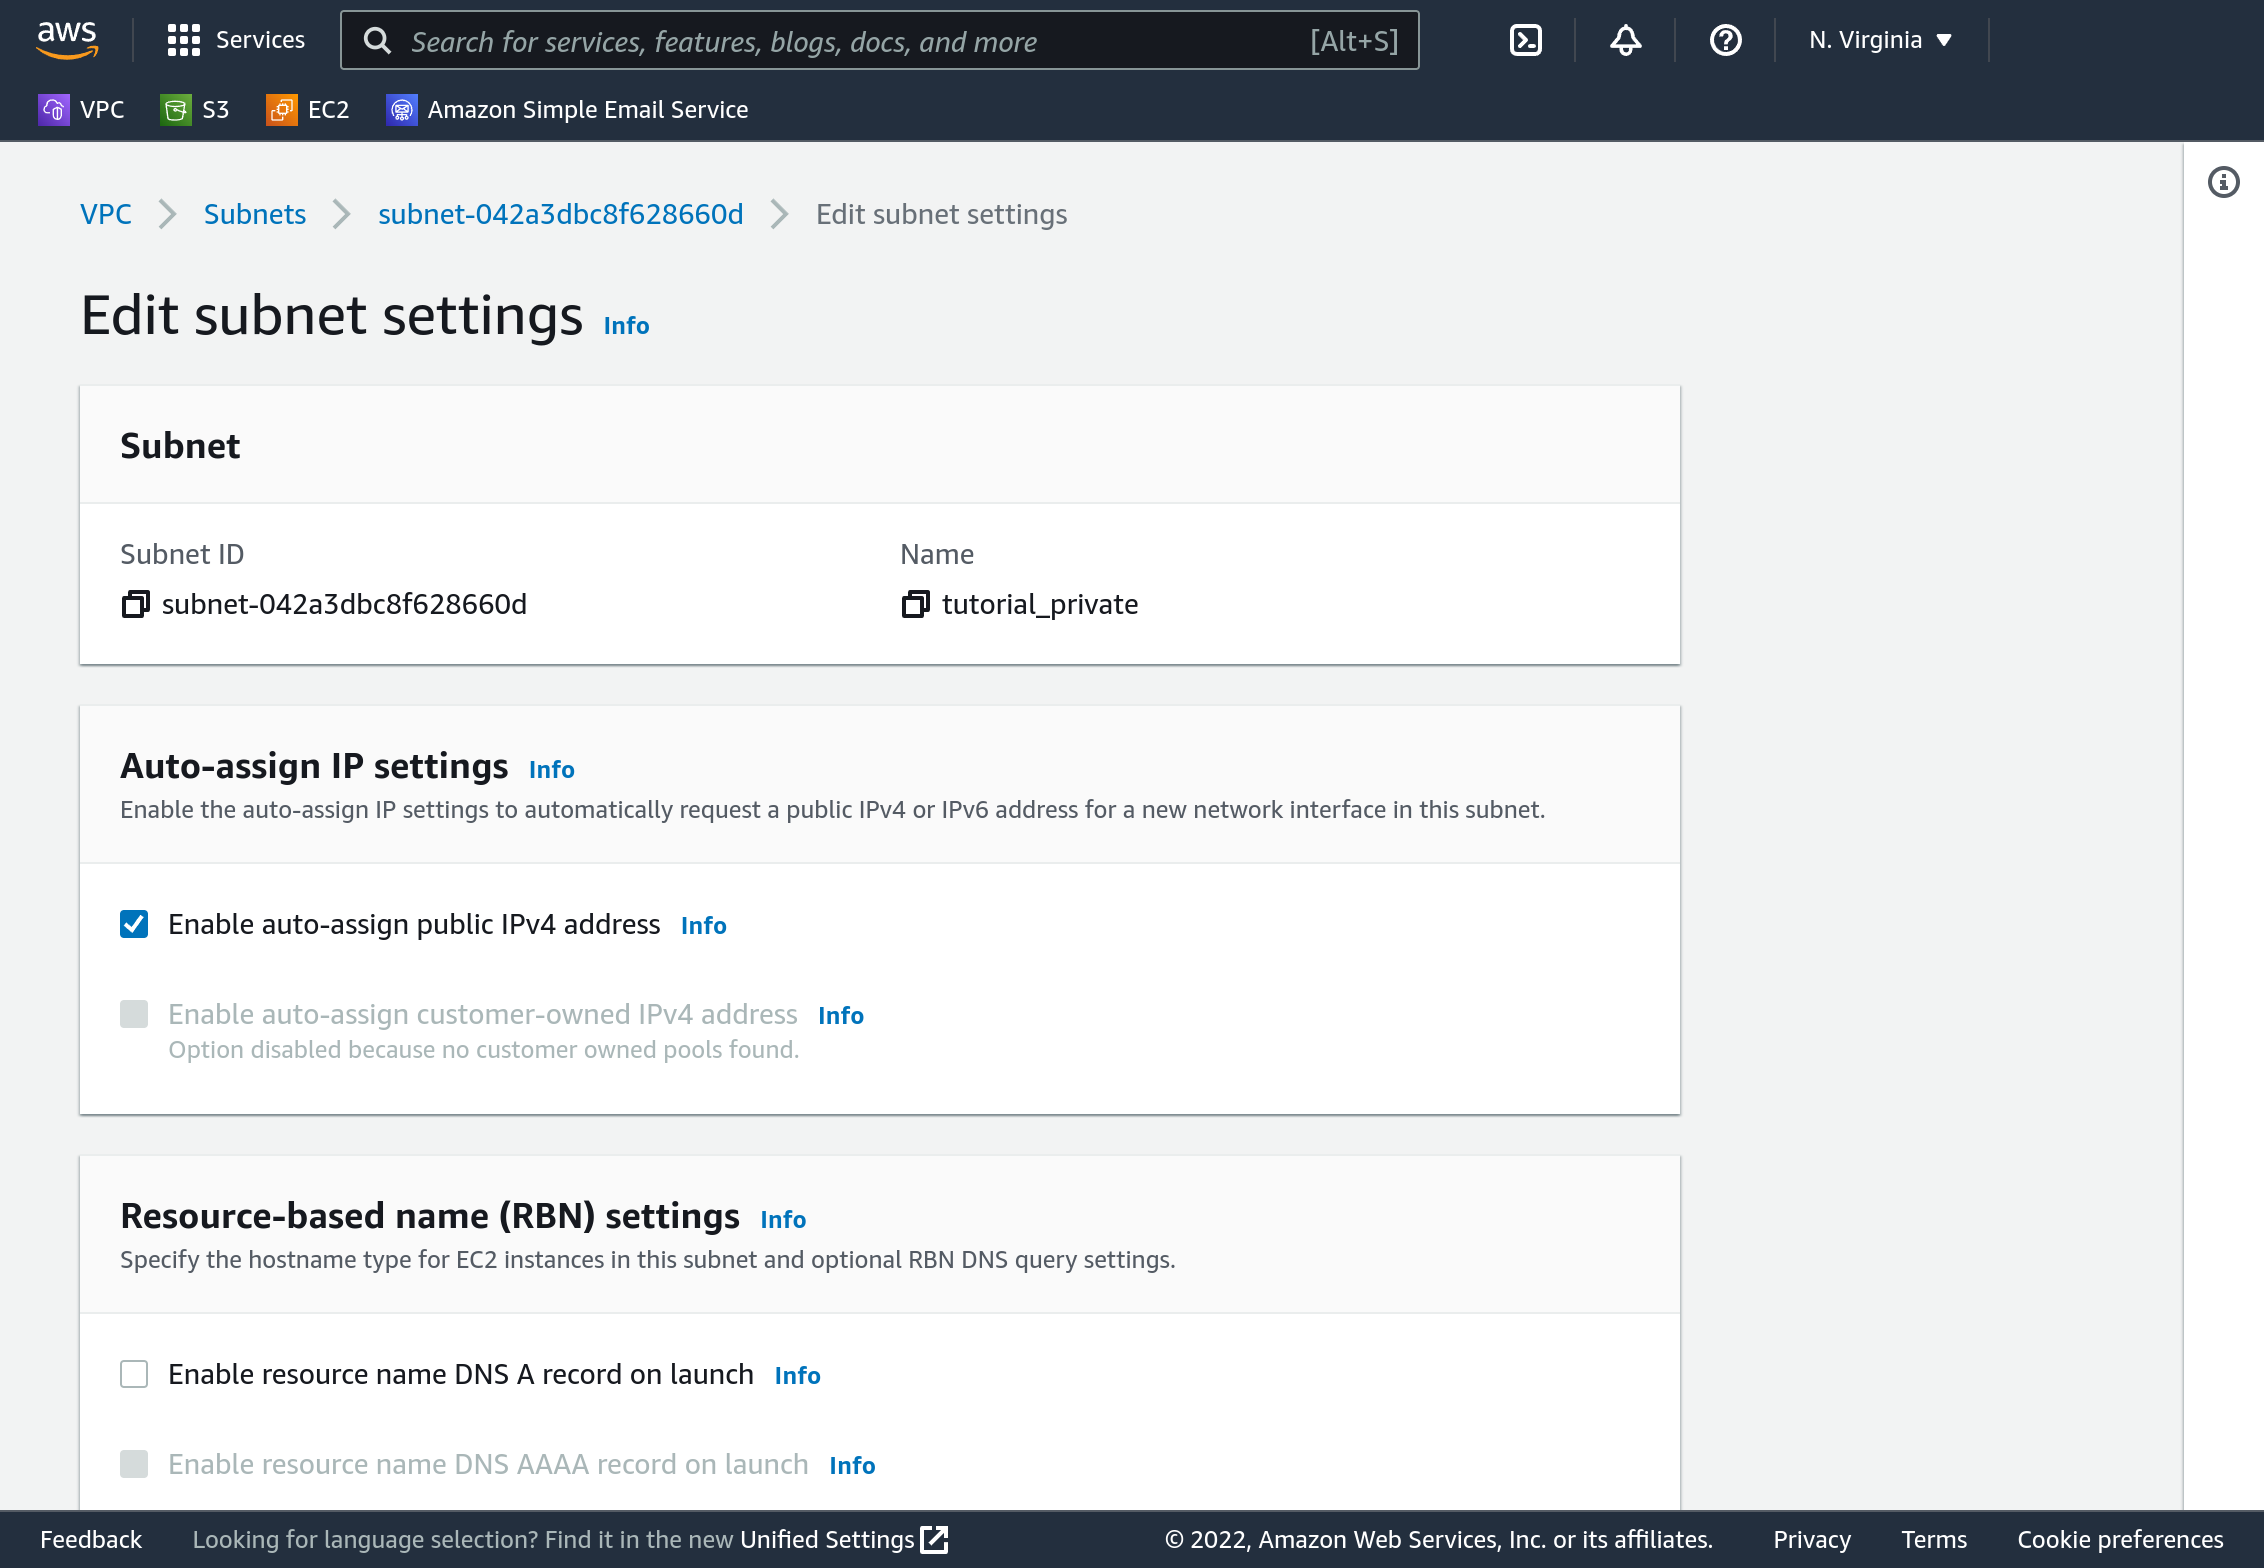 aws Services Search for services, features, blogs, docs, and more [Alt+S] N. Virginia
VPC S3 EC2 Amazon Simple Email Service
VPC Subnets subnet-042a3dbc8f628660d Edit subnet settings
Edit subnet settings Info
Subnet
Subnet ID Name
subnet-042a3dbc8f628660d tutorial_private
Auto-assign IP settings Info
Enable the auto-assign IP settings to automatically request a public IPv4 or IPv6 address for a new network interface in this subnet.
Enable auto-assign public IPv4 address Info
Enable auto-assign customer-owned IPv4 address Info
Option disabled because no customer owned pools found.
Resource-based name (RBN) settings Info
Specify the hostname type for EC2 instances in this subnet and optional RBN DNS query settings.
Enable resource name DNS A record on launch Info
Enable resource name DNS AAAA record on launch Info
Feedback Looking for language selection? Find it in the new Unified Settings © 2022, Amazon Web Services, Inc. or its affiliates. Privacy Terms Cookie preferences